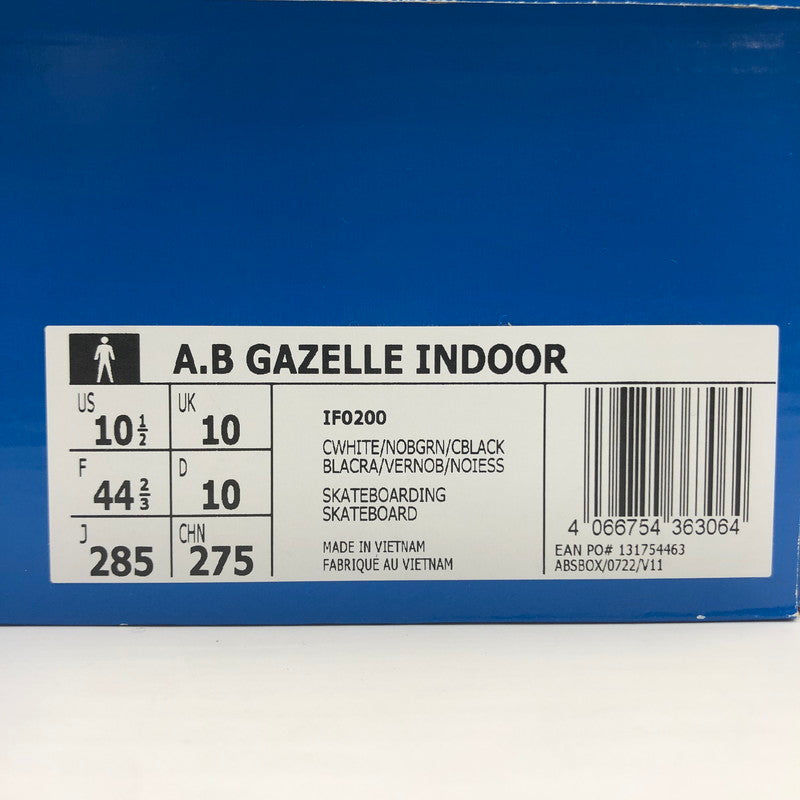 A.B GAZELLE INDOOR
US 10 1/2
UK 10
F 44 2/3
D 10
J 285
CHN 275
IF0200
CWHITE/NOBGRN/CBLACK
BLACRA/VERNOB/NOIESS
SKATEBOARDING
SKATEBOARD
MADE IN VIETNAM
FABRIQUÉ AU VIETNAM
4 066754 363064
EAN PO# 131754463
ABSBOX/0722/V11